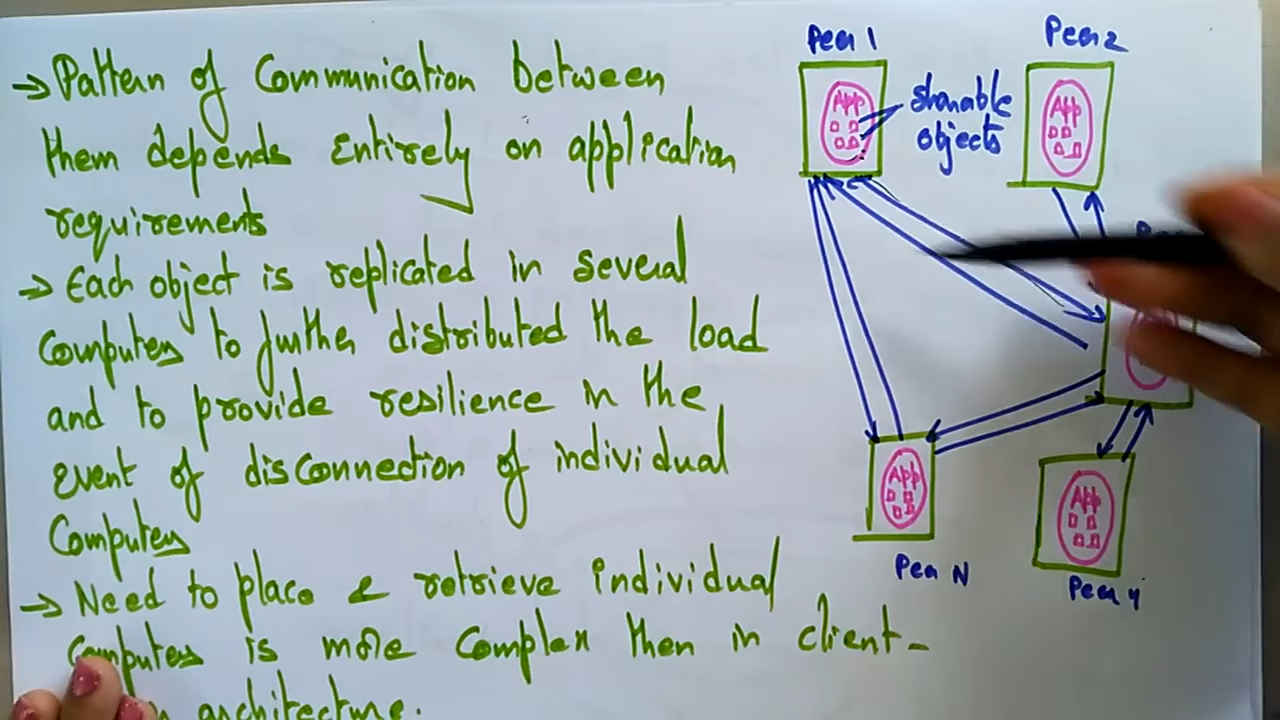 → Pattern of Communication between
them depends Entirely on application
requirements
→ Each object is replicated in several
Computers to further distributed the load
and to provide resilience in the
Event of disconnection of individual
Computers
→ Need to place & retrieve individual
Computers is more Complex then in client-
architecture.
Peer 1
App
sharable
objects
Peer 2
App
App
Peer N
App
Peer 4